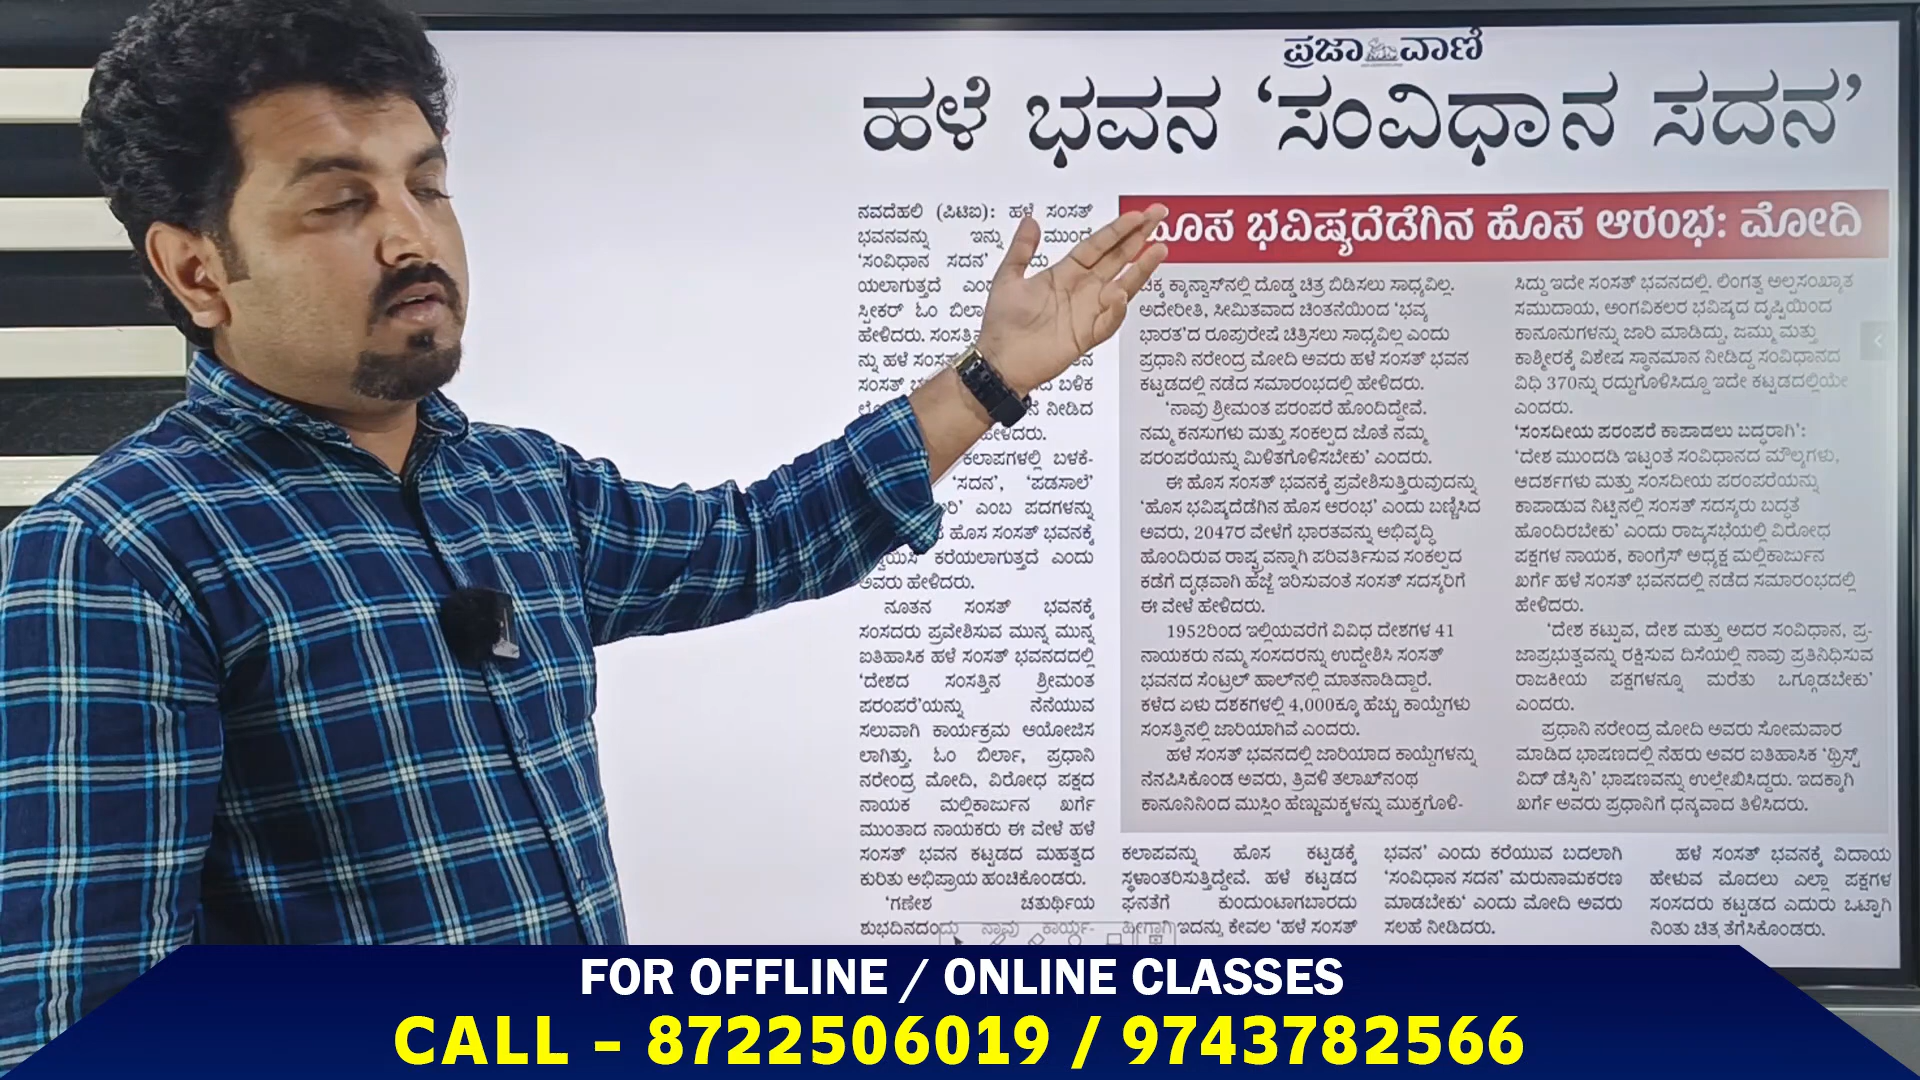 ಪ್ರಜಾವಾಣಿ
ಹಳೆ ಭವನ ‘ಸಂವಿಧಾನ ಸದನ’
ನವದೆಹಲಿ (ಪಿಟಿಐ): ಹಳೆ ಸಂಸತ್
ಭವನವನ್ನು ಇನ್ನು ಮುಂದೆ
‘ಸಂವಿಧಾನ ಸದನ’
ಯಲಾಗುತ್ತದೆ
ಸ್ಪೀಕರ್ ಓಂ
ಹೇಳಿದರು.
ನ್ನು ಹಳೆ
ಸಂಸತ್ ಬಳಿಕ
ನೀಡಿದ
ಹೇಳಿದರು.
ಕಲಾಪಗಳಲ್ಲಿ ಬಳಕೆ-
‘ಸದನ’, ‘ಪಡಸಾಲೆ’
ಎಂಬ ಪದಗಳನ್ನು
ಹೊಸ ಸಂಸತ್ ಭವನಕ್ಕೆ
ಕರೆಯಲಾಗುತ್ತದೆ ಎಂದು
ಅವರು ಹೇಳಿದರು.
ನೂತನ ಸಂಸತ್ ಭವನಕ್ಕೆ
ಸಂಸದರು ಪ್ರವೇಶಿಸುವ ಮುನ್ನ ಮುನ್ನ
ಐತಿಹಾಸಿಕ ಹಳೆ ಸಂಸತ್ ಭವನದದಲ್ಲಿ
‘ದೇಶದ ಸಂಸತ್ತಿನ ಶ್ರೀಮಂತ
ಪರಂಪರೆ’ಯನ್ನು ನೆನೆಯುವ
ಸಲುವಾಗಿ ಕಾರ್ಯಕ್ರಮ ಆಯೋಜಿಸ
ಲಾಗಿತ್ತು. ಓಂ ಬಿರ್ಲಾ, ಪ್ರಧಾನಿ
ನರೇಂದ್ರ ಮೋದಿ, ವಿರೋಧ ಪಕ್ಷದ
ನಾಯಕ ಮಲ್ಲಿಕಾರ್ಜುನ ಖರ್ಗೆ
ಮುಂತಾದ ನಾಯಕರು ಈ ವೇಳೆ ಹಳೆ
ಸಂಸತ್ ಭವನ ಕಟ್ಟಡದ ಮಹತ್ವದ
ಕುರಿತು ಅಭಿಪ್ರಾಯ ಹಂಚಿಕೊಂಡರು.
‘ಗಣೇಶ ಚತುರ್ಥಿಯ
ಶುಭದಿನದಂದು ನಾವು ಕಾರ್ಯ-
ಹೊಸ ಭವಿಷ್ಯದೆಡೆಗಿನ ಹೊಸ ಆರಂಭ: ಮೋದಿ
ಚಿಕ್ಕ ಕ್ಯಾನ್ವಾಸ್‌ನಲ್ಲಿ ದೊಡ್ಡ ಚಿತ್ರ ಬಿಡಿಸಲು ಸಾಧ್ಯವಿಲ್ಲ.
ಅದೇರೀತಿ, ಸೀಮಿತವಾದ ಚಿಂತನೆಯಿಂದ ‘ಭವ್ಯ
ಭಾರತ’ದ ರೂಪುರೇಷೆ ಚಿತ್ರಿಸಲು ಸಾಧ್ಯವಿಲ್ಲ ಎಂದು
ಪ್ರಧಾನಿ ನರೇಂದ್ರ ಮೋದಿ ಅವರು ಹಳೆ ಸಂಸತ್ ಭವನ
ಕಟ್ಟಡದಲ್ಲಿ ನಡೆದ ಸಮಾರಂಭದಲ್ಲಿ ಹೇಳಿದರು.
‘ನಾವು ಶ್ರೀಮಂತ ಪರಂಪರೆ ಹೊಂದಿದ್ದೇವೆ.
ನಮ್ಮ ಕನಸುಗಳು ಮತ್ತು ಸಂಕಲ್ಪದ ಜೊತೆ ನಮ್ಮ
ಪರಂಪರೆಯನ್ನು ಮಿಳಿತಗೊಳಿಸಬೇಕು’ ಎಂದರು.
ಈ ಹೊಸ ಸಂಸತ್ ಭವನಕ್ಕೆ ಪ್ರವೇಶಿಸುತ್ತಿರುವುದನ್ನು
‘ಹೊಸ ಭವಿಷ್ಯದೆಡೆಗಿನ ಹೊಸ ಆರಂಭ’ ಎಂದು ಬಣ್ಣಿಸಿದ
ಅವರು, 2047ರ ವೇಳೆಗೆ ಭಾರತವನ್ನು ಅಭಿವೃದ್ಧಿ
ಹೊಂದಿರುವ ರಾಷ್ಟ್ರವನ್ನಾಗಿ ಪರಿವರ್ತಿಸುವ ಸಂಕಲ್ಪದ
ಕಡೆಗೆ ದೃಢವಾಗಿ ಹೆಜ್ಜೆ ಇರಿಸುವಂತೆ ಸಂಸತ್ ಸದಸ್ಯರಿಗೆ
ಈ ವೇಳೆ ಹೇಳಿದರು.
1952ರಿಂದ ಇಲ್ಲಿಯವರೆಗೆ ವಿವಿಧ ದೇಶಗಳ 41
ನಾಯಕರು ನಮ್ಮ ಸಂಸದರನ್ನು ಉದ್ದೇಶಿಸಿ ಸಂಸತ್
ಭವನದ ಸೆಂಟ್ರಲ್ ಹಾಲ್‌ನಲ್ಲಿ ಮಾತನಾಡಿದ್ದಾರೆ.
ಕಳೆದ ಏಳು ದಶಕಗಳಲ್ಲಿ 4,000ಕ್ಕೂ ಹೆಚ್ಚು ಕಾಯ್ದೆಗಳು
ಸಂಸತ್ತಿನಲ್ಲಿ ಜಾರಿಯಾಗಿವೆ ಎಂದರು.
ಹಳೆ ಸಂಸತ್ ಭವನದಲ್ಲಿ ಜಾರಿಯಾದ ಕಾಯ್ದೆಗಳನ್ನು
ನೆನಪಿಸಿಕೊಂಡ ಅವರು, ತ್ರಿವಳಿ ತಲಾಖ್‌ನಂಥ
ಕಾನೂನಿನಿಂದ ಮುಸ್ಲಿಂ ಹೆಣ್ಣುಮಕ್ಕಳನ್ನು ಮುಕ್ತಗೊಳಿ-
ಸಿದ್ದು ಇದೇ ಸಂಸತ್ ಭವನದಲ್ಲಿ. ಲಿಂಗತ್ವ ಅಲ್ಪಸಂಖ್ಯಾತ
ಸಮುದಾಯ, ಅಂಗವಿಕಲರ ಭವಿಷ್ಯದ ದೃಷ್ಟಿಯಿಂದ
ಕಾನೂನುಗಳನ್ನು ಜಾರಿ ಮಾಡಿದ್ದು, ಜಮ್ಮು ಮತ್ತು
ಕಾಶ್ಮೀರಕ್ಕೆ ವಿಶೇಷ ಸ್ಥಾನಮಾನ ನೀಡಿದ್ದ ಸಂವಿಧಾನದ
ವಿಧಿ 370ನ್ನು ರದ್ದುಗೊಳಿಸಿದ್ದೂ ಇದೇ ಕಟ್ಟಡದಲ್ಲಿಯೇ
ಎಂದರು.
‘ಸಂಸದೀಯ ಪರಂಪರೆ ಕಾಪಾಡಲು ಬದ್ಧರಾಗಿ’:
‘ದೇಶ ಮುಂದಡಿ ಇಟ್ಟಂತೆ ಸಂವಿಧಾನದ ಮೌಲ್ಯಗಳು,
ಆದರ್ಶಗಳು ಮತ್ತು ಸಂಸದೀಯ ಪರಂಪರೆಯನ್ನು
ಕಾಪಾಡುವ ನಿಟ್ಟಿನಲ್ಲಿ ಸಂಸತ್ ಸದಸ್ಯರು ಬದ್ಧತೆ
ಹೊಂದಿರಬೇಕು’ ಎಂದು ರಾಜ್ಯಸಭೆಯಲ್ಲಿ ವಿರೋಧ
ಪಕ್ಷಗಳ ನಾಯಕ, ಕಾಂಗ್ರೆಸ್ ಅಧ್ಯಕ್ಷ ಮಲ್ಲಿಕಾರ್ಜುನ
ಖರ್ಗೆ ಹಳೆ ಸಂಸತ್ ಭವನದಲ್ಲಿ ನಡೆದ ಸಮಾರಂಭದಲ್ಲಿ
ಹೇಳಿದರು.
‘ದೇಶ ಕಟ್ಟುವ, ದೇಶ ಮತ್ತು ಅದರ ಸಂವಿಧಾನ, ಪ್ರ-
ಜಾಪ್ರಭುತ್ವವನ್ನು ರಕ್ಷಿಸುವ ದಿಸೆಯಲ್ಲಿ ನಾವು ಪ್ರತಿನಿಧಿಸುವ
ರಾಜಕೀಯ ಪಕ್ಷಗಳನ್ನೂ ಮರೆತು ಒಗ್ಗೂಡಬೇಕು’
ಎಂದರು.
ಪ್ರಧಾನಿ ನರೇಂದ್ರ ಮೋದಿ ಅವರು ಸೋಮವಾರ
ಮಾಡಿದ ಭಾಷಣದಲ್ಲಿ ನೆಹರು ಅವರ ಐತಿಹಾಸಿಕ ‘ಟ್ರಿಸ್ಟ್
ವಿದ್ ಡೆಸ್ಟಿನಿ’ ಭಾಷಣವನ್ನು ಉಲ್ಲೇಖಿಸಿದ್ದರು. ಇದಕ್ಕಾಗಿ
ಖರ್ಗೆ ಅವರು ಪ್ರಧಾನಿಗೆ ಧನ್ಯವಾದ ತಿಳಿಸಿದರು.
ಕಲಾಪವನ್ನು ಹೊಸ ಕಟ್ಟಡಕ್ಕೆ
ಸ್ಥಳಾಂತರಿಸುತ್ತಿದ್ದೇವೆ. ಹಳೆ ಕಟ್ಟಡದ
ಘನತೆಗೆ ಕುಂದುಂಟಾಗಬಾರದು
ಹೀಗಾಗಿ ಇದನ್ನು ಕೇವಲ ‘ಹಳೆ ಸಂಸತ್
ಭವನ’ ಎಂದು ಕರೆಯುವ ಬದಲಾಗಿ
‘ಸಂವಿಧಾನ ಸದನ’ ಮರುನಾಮಕರಣ
ಮಾಡಬೇಕು‘ ಎಂದು ಮೋದಿ ಅವರು
ಸಲಹೆ ನೀಡಿದರು.
ಹಳೆ ಸಂಸತ್ ಭವನಕ್ಕೆ ವಿದಾಯ
ಹೇಳುವ ಮೊದಲು ಎಲ್ಲಾ ಪಕ್ಷಗಳ
ಸಂಸದರು ಕಟ್ಟಡದ ಎದುರು ಒಟ್ಟಾಗಿ
ನಿಂತು ಚಿತ್ರ ತೆಗೆಸಿಕೊಂಡರು.
FOR OFFLINE / ONLINE CLASSES
CALL – 8722506019 / 9743782566